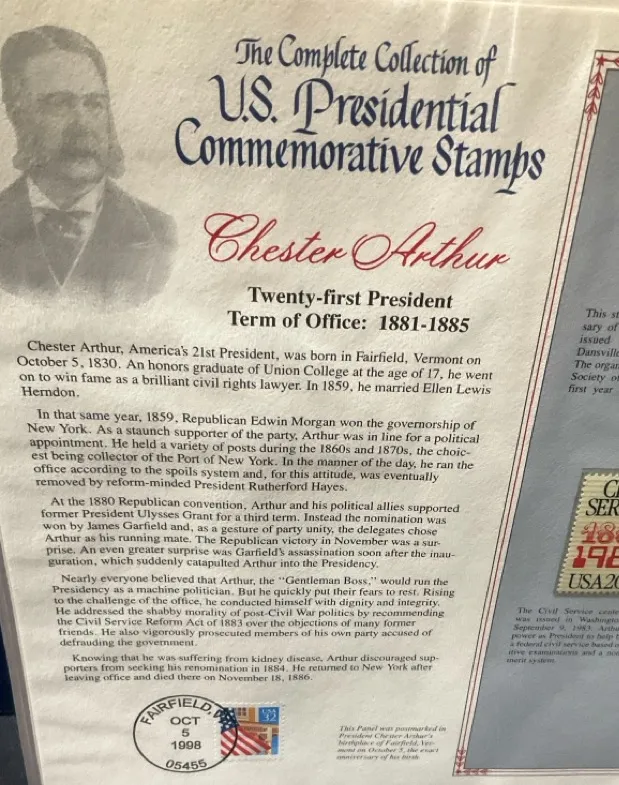 The Complete Collection of
U.S. Presidential
Commemorative Stamps
Chester Arthur
Twenty-first President
Term of Office: 1881-1885
Chester Arthur, America's 21st President, was born in Fairfield, Vermont on
October 5, 1830. An honors graduate of Union College at the age of 17, he went
on to win fame as a brilliant civil rights lawyer. In 1859, he married Ellen Lewis
Herndon.
In that same year, 1859, Republican Edwin Morgan won the governorship of
New York. As a staunch supporter of the party, Arthur was in line for a political
appointment. He held a variety of posts during the 1860s and 1870s, the choic-
est being collector of the Port of New York. In the manner of the day, he ran the
office according to the spoils system and, for this attitude, was eventually
removed by reform-minded President Rutherford Hayes.
At the 1880 Republican convention, Arthur and his political allies supported
former President Ulysses Grant for a third term. Instead the nomination was
won by James Garfield and, as a gesture of party unity, the delegates chose
Arthur as his running mate. The Republican victory in November was a sur-
prise. An even greater surprise was Garfield's assassination soon after the inau-
guration, which suddenly catapulted Arthur into the Presidency.
Nearly everyone believed that Arthur, the "Gentleman Boss," would run the
Presidency as a machine politician. But he quickly put their fears to rest. Rising
to the challenge of the office, he conducted himself with dignity and integrity.
He addressed the shabby morality of post-Civil War politics by recommending
the Civil Service Reform Act of 1883 over the objections of many former
friends. He also vigorously prosecuted members of his own party accused of
defrauding the government.
Knowing that he was suffering from kidney disease, Arthur discouraged sup-
porters from seeking his renomination in 1884. He returned to New York after
leaving office and died there on November 18, 1886.
FAIRFIELD,
OCT
5
1998
05455
USA
32
This Panel was postmarked in
President Chester Arthur's
birthplace of Fairfield, Ver-
mont on October 5, the exact
anniversary of his birth.
This
sary of
issued
Dansville
The organ
Society o
first year
SER
188
198
USA20
The Civil Service cente
was issued in Washington
September 9, 1983. Arthu
power as President to help
a federal civil service based
itive examinations and a
merit system.